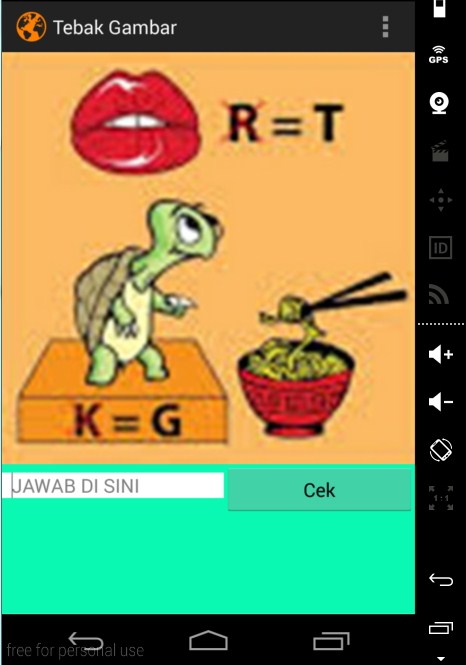 Tebak Gambar
GPS
R = T
ID
K = G
JAWAB DI SINI
Cek
1:1
free for personal use